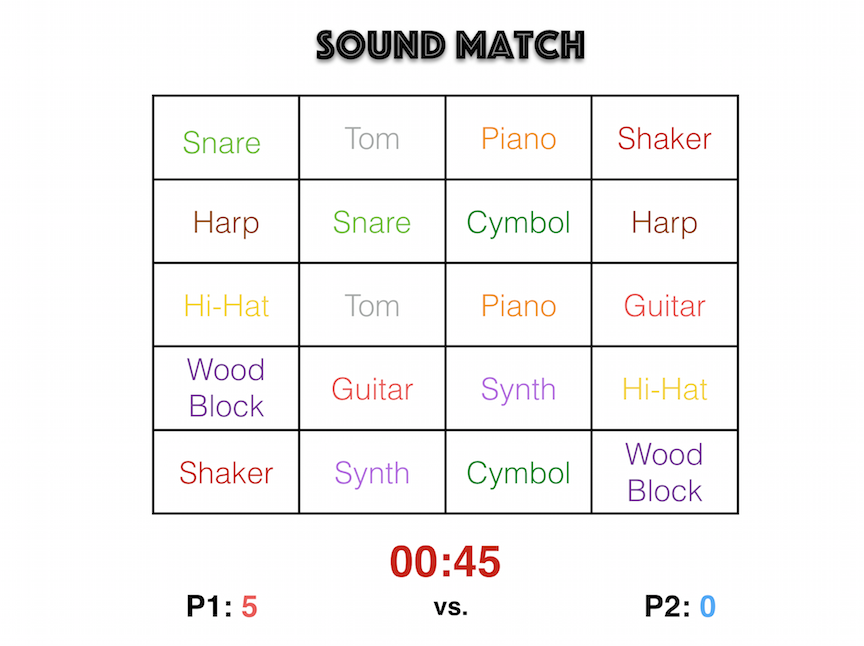 SOUND MATCH
Snare Tom Piano Shaker
Harp Snare Cymbol Harp
Hi-Hat Tom Piano Guitar
Wood
Block Guitar Synth Hi-Hat
Shaker Synth Cymbol Wood
Block
00:45
P1: 5 vs. P2: 0